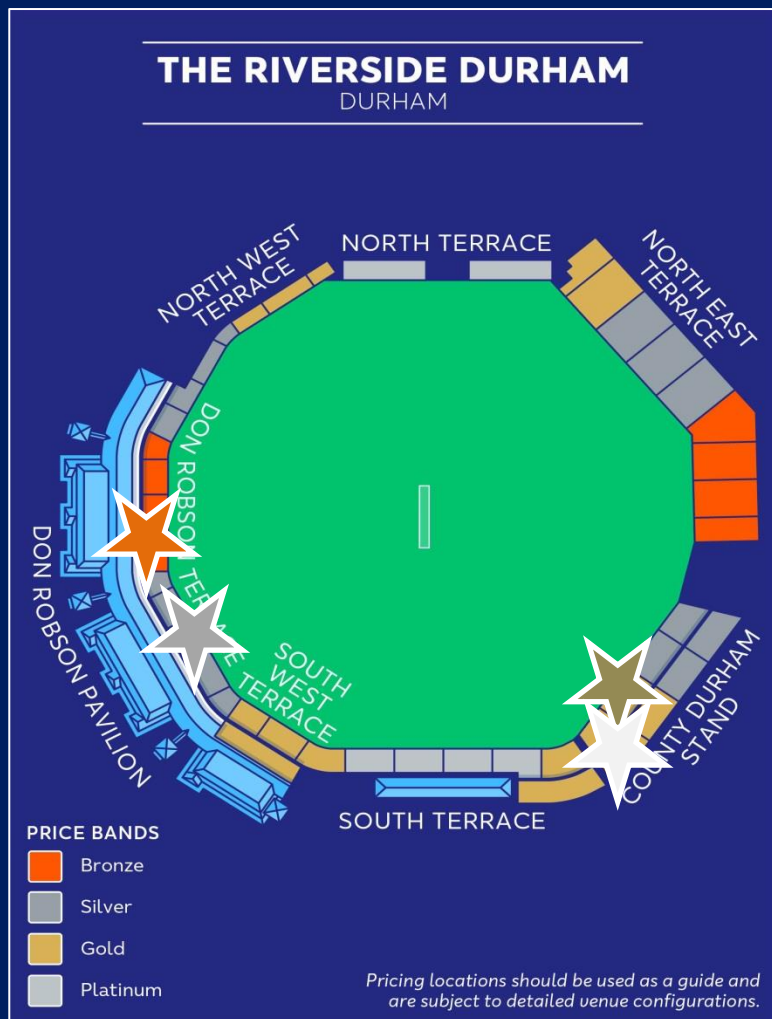 THE RIVERSIDE DURHAM
DURHAM
NORTH WEST
TERRACE
NORTH TERRACE
NORTH EAST
TERRACE
DON ROBSON TERRACE
DON ROBSON PAVILION
SOUTH
WEST
TERRACE
SOUTH TERRACE
COUNTY DURHAM
STAND
PRICE BANDS
Bronze
Silver
Gold
Platinum
Pricing locations should be used as a guide and
are subject to detailed venue configurations.